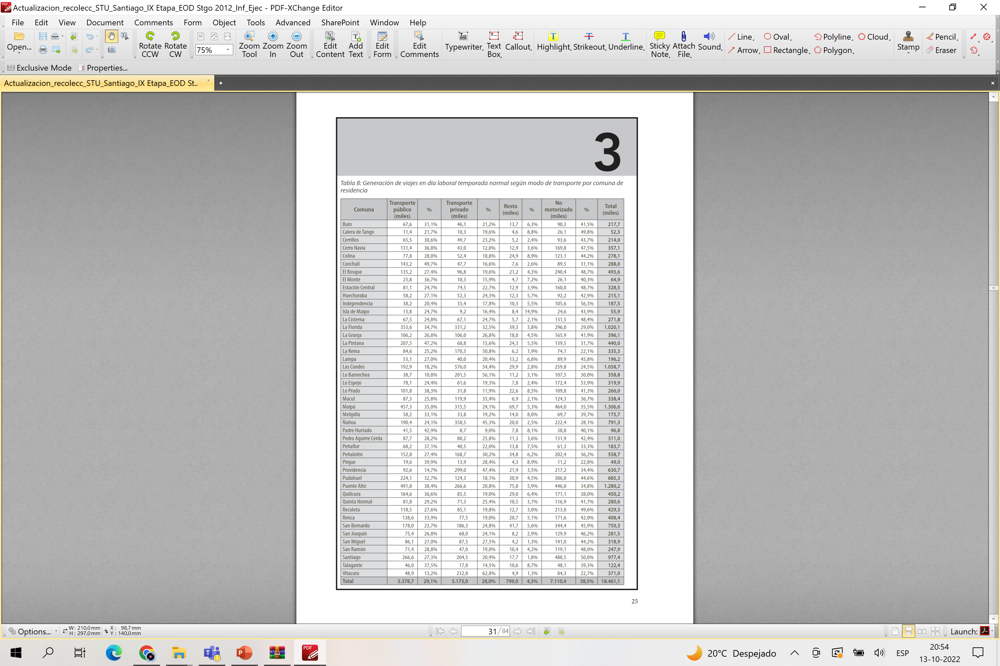 Actualizacion_recolecc_STU_Santiago_IX Etapa_EOD Stgo 2012_Inf_Ejec - PDF-XChange Editor
File Edit View Document Comments Form Object Tools Advanced SharePoint Window Help
Open... Rotate CCW Rotate CW 75% Zoom Tool Zoom In Zoom Out Edit Content Add Text Edit Form Edit Comments Typewriter Text Box Callout Highlight Strikeout Underline Sticky Note Attach File Sound Line Arrow Oval Rectangle Polyline Polygon Cloud Stamp Pencil Eraser
Exclusive Mode Properties...
Actualizacion_recolecc_STU_Santiago_IX Etapa_EOD St..
3
Tabla 8: Generación de viajes en día laboral temporada normal según modo de transporte por comuna de
residencia
Comuna Transporte público (miles) % Transporte privado (miles) % Resto (miles) % No motorizado (miles) % Total (miles)
Buin 67,6 31,1% 46,1 21,2% 13,7 6,3% 90,3 41,5% 217,7
Calera de Tango 11,4 21,7% 10,3 19,6% 4,6 8,8% 26,1 49,8% 52,3
Cerrillos 65,5 30,6% 49,7 23,2% 5,2 2,4% 93,6 43,7% 214,0
Cerro Navia 131,4 36,8% 43,0 12,0% 12,9 3,6% 169,8 47,5% 357,1
Colina 77,8 28,0% 52,4 18,8% 24,9 8,9% 123,1 44,2% 278,1
Conchalí 143,2 49,7% 47,7 16,6% 7,6 2,6% 89,5 31,1% 288,0
El Bosque 135,2 27,4% 96,8 19,6% 21,2 4,3% 240,4 48,7% 493,6
El Monte 23,8 36,7% 10,3 15,9% 4,7 7,2% 26,1 40,3% 64,9
Estación Central 81,1 24,7% 74,5 22,7% 12,9 3,9% 160,0 48,7% 328,5
Huechuraba 58,2 27,1% 52,3 24,3% 12,3 5,7% 92,2 42,9% 215,1
Independencia 38,2 20,4% 33,4 17,8% 10,3 5,5% 105,6 56,3% 187,5
Isla de Maipo 13,8 24,7% 9,2 16,4% 8,4 14,9% 24,6 43,9% 55,9
La Cisterna 67,5 24,8% 67,1 24,7% 5,7 2,1% 131,5 48,4% 271,8
La Florida 353,6 34,7% 331,2 32,5% 39,3 3,8% 296,0 29,0% 1.020,1
La Granja 106,2 26,8% 106,0 26,8% 18,0 4,5% 165,9 41,9% 396,1
La Pintana 207,5 47,2% 68,8 15,6% 24,3 5,5% 139,5 31,7% 440,0
La Reina 84,6 25,2% 170,3 50,8% 6,2 1,9% 74,1 22,1% 335,3
Lampa 53,1 27,0% 40,0 20,4% 13,2 6,8% 89,9 45,8% 196,2
Las Condes 192,9 18,2% 576,0 54,4% 29,9 2,8% 259,8 24,5% 1.058,7
Lo Barnechea 38,7 10,8% 201,5 56,1% 11,2 3,1% 107,5 30,0% 358,8
Lo Espejo 78,1 24,4% 61,6 19,3% 7,8 2,4% 172,4 53,9% 319,9
Lo Prado 101,8 38,3% 31,8 11,9% 22,6 8,5% 109,8 41,3% 266,0
Macul 87,3 25,8% 119,9 35,4% 6,9 2,1% 124,3 36,7% 338,4
Maipú 457,3 35,0% 315,5 24,1% 69,7 5,3% 464,0 35,5% 1.306,6
Melipilla 58,2 33,1% 33,8 19,2% 14,0 8,0% 69,7 39,7% 175,7
Ñuñoa 190,4 24,1% 358,5 45,3% 20,0 2,5% 222,4 28,1% 791,3
Padre Hurtado 41,5 42,9% 8,7 9,0% 7,8 8,1% 38,8 40,1% 96,8
Pedro Aguirre Cerda 87,7 28,2% 80,2 25,8% 11,3 3,6% 131,9 42,4% 311,0
Peñaflor 68,2 37,1% 40,5 22,0% 13,8 7,5% 61,3 33,3% 183,7
Peñalolén 152,8 27,4% 168,7 30,2% 34,8 6,2% 202,4 36,2% 558,7
Pirque 19,6 39,9% 13,9 28,4% 4,3 8,9% 11,2 22,8% 49,0
Providencia 92,6 14,7% 299,0 47,4% 21,9 3,5% 217,2 34,4% 630,7
Pudahuel 224,1 32,7% 124,3 18,1% 30,9 4,5% 306,0 44,6% 685,3
Puente Alto 491,8 38,4% 266,6 20,8% 75,8 5,9% 446,0 34,8% 1.280,2
Quilicura 164,6 36,6% 85,5 19,0% 29,0 6,4% 171,1 38,0% 450,2
Quinta Normal 81,8 29,2% 71,3 25,4% 10,5 3,7% 116,9 41,7% 280,6
Recoleta 118,5 27,6% 85,1 19,8% 12,7 3,0% 213,0 49,6% 429,3
Renca 138,6 33,9% 77,5 19,0% 20,7 5,1% 171,6 42,0% 408,4
San Bernardo 178,0 23,7% 186,3 24,8% 41,7 5,6% 344,4 45,9% 750,3
San Joaquín 75,4 26,8% 68,0 24,1% 8,2 2,9% 129,9 46,2% 281,5
San Miguel 86,1 27,0% 87,5 27,5% 4,2 1,3% 141,0 44,2% 318,9
San Ramón 71,4 28,8% 47,0 19,0% 10,4 4,2% 119,1 48,0% 247,9
Santiago 266,6 27,3% 204,5 20,9% 17,7 1,8% 488,5 50,0% 977,4
Talagante 46,0 37,5% 17,8 14,5% 10,6 8,7% 48,1 39,3% 122,4
Vitacura 48,9 13,2% 232,8 62,8% 4,9 1,3% 84,3 22,7% 371,0
Total 5.378,7 29,1% 5.173,0 28,0% 799,0 4,3% 7.110,4 38,5% 18.461,1
25
Options... W: 210,0 mm H: 297,0 mm X: 98,7 mm Y: 140,0 mm 31 / 84 Launch:
20°C Despejado ESP 20:54
13-10-2022